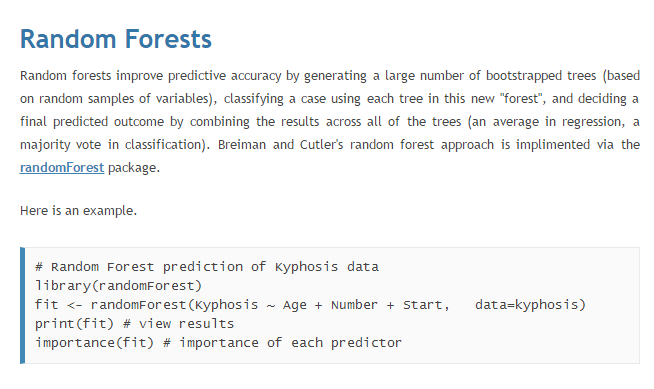 Random Forests
Random forests improve predictive accuracy by generating a large number of bootstrapped trees (based
on random samples of variables), classifying a case using each tree in this new "forest", and deciding a
final predicted outcome by combining the results across all of the trees (an average in regression, a
majority vote in classification). Breiman and Cutler's random forest approach is implimented via the
randomForest package.
Here is an example.
# Random Forest prediction of Kyphosis data
library(randomForest)
fit <- randomForest(Kyphosis ~ Age + Number + Start,   data=kyphosis)
print(fit) # view results
importance(fit) # importance of each predictor